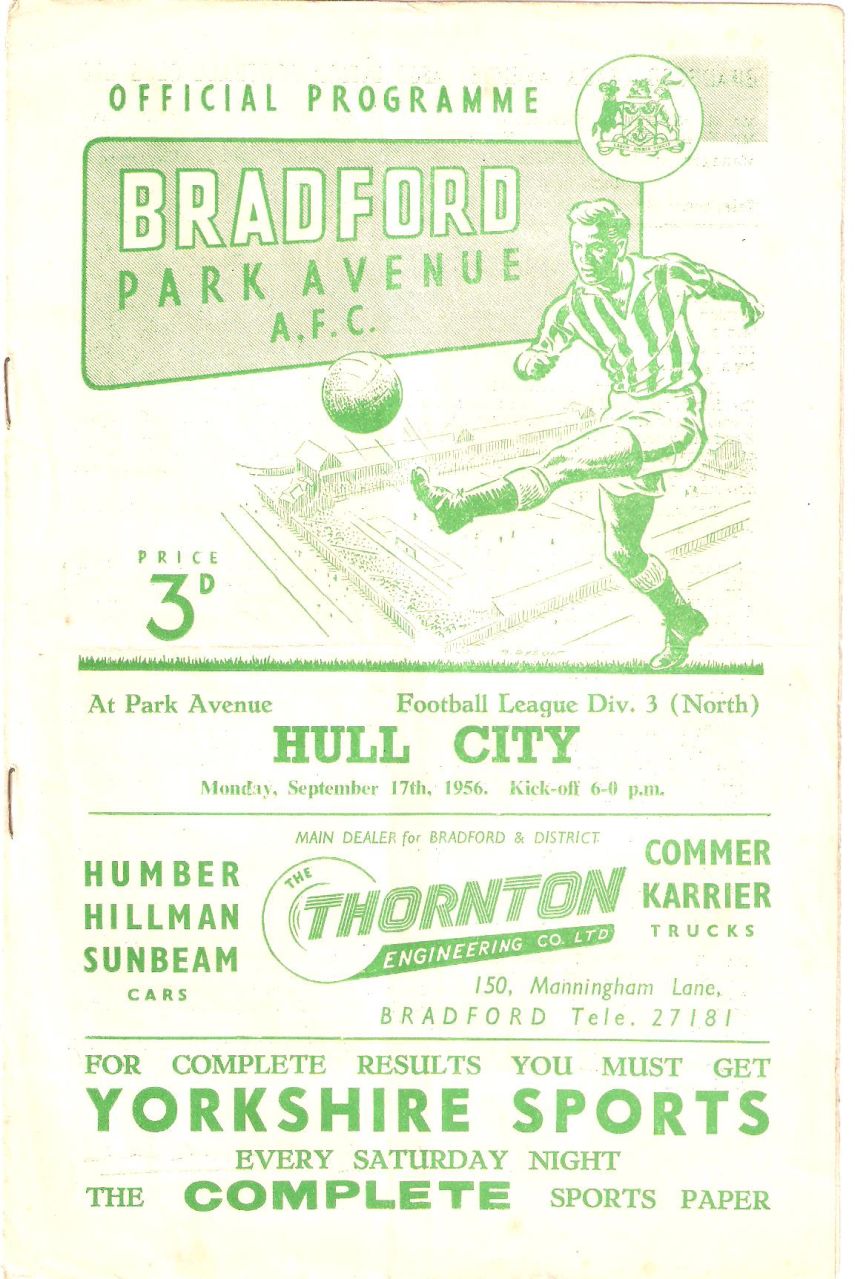 OFFICIAL PROGRAMME
BRADFORD
PARK AVENUE
A.F.C.
PRICE
3D
At Park Avenue Football League Div. 3 (North)
HULL CITY
Monday, September 17th, 1956. Kick-off 6-0 p.m.
MAIN DEALER for BRADFORD & DISTRICT
HUMBER
HILLMAN
SUNBEAM
CARS
THE
THORNTON
ENGINEERING CO. LTD
COMMER
KARRIER
TRUCKS
150, Manningham Lane,
BRADFORD Tele. 27181
FOR COMPLETE RESULTS YOU MUST GET
YORKSHIRE SPORTS
EVERY SATURDAY NIGHT
THE COMPLETE SPORTS PAPER